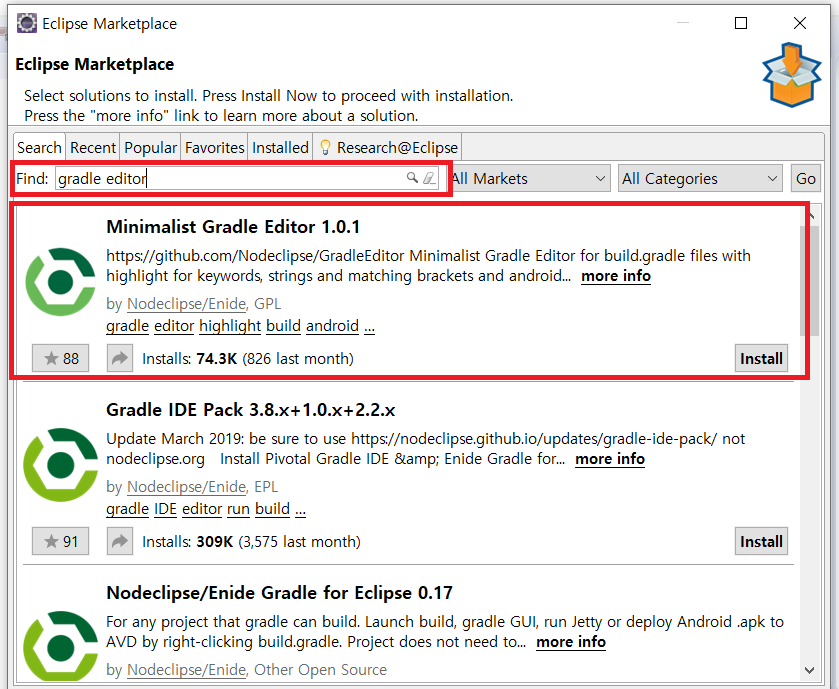 Eclipse Marketplace
Eclipse Marketplace
Select solutions to install. Press Install Now to proceed with installation.
Press the "more info" link to learn more about a solution.
Search Recent Popular Favorites Installed Research@Eclipse
Find: gradle editor All Markets All Categories Go
Minimalist Gradle Editor 1.0.1
https://github.com/Nodeclipse/GradleEditor Minimalist Gradle Editor for build.gradle files with
highlight for keywords, strings and matching brackets and android... more info
by Nodeclipse/Enide, GPL
gradle editor highlight build android ...
88 Installs: 74.3K (826 last month) Install
Gradle IDE Pack 3.8.x+1.0.x+2.2.x
Update March 2019: be sure to use https://nodeclipse.github.io/updates/gradle-ide-pack/ not
nodeclipse.org Install Pivotal Gradle IDE &amp; Enide Gradle for... more info
by Nodeclipse/Enide, EPL
gradle IDE editor run build ...
91 Installs: 309K (3,575 last month) Install
Nodeclipse/Enide Gradle for Eclipse 0.17
For any project that gradle can build. Launch build, gradle GUI, run Jetty or deploy Android .apk to
AVD by right-clicking build.gradle. Project does not need to... more info
by Nodeclipse/Enide, Other Open Source